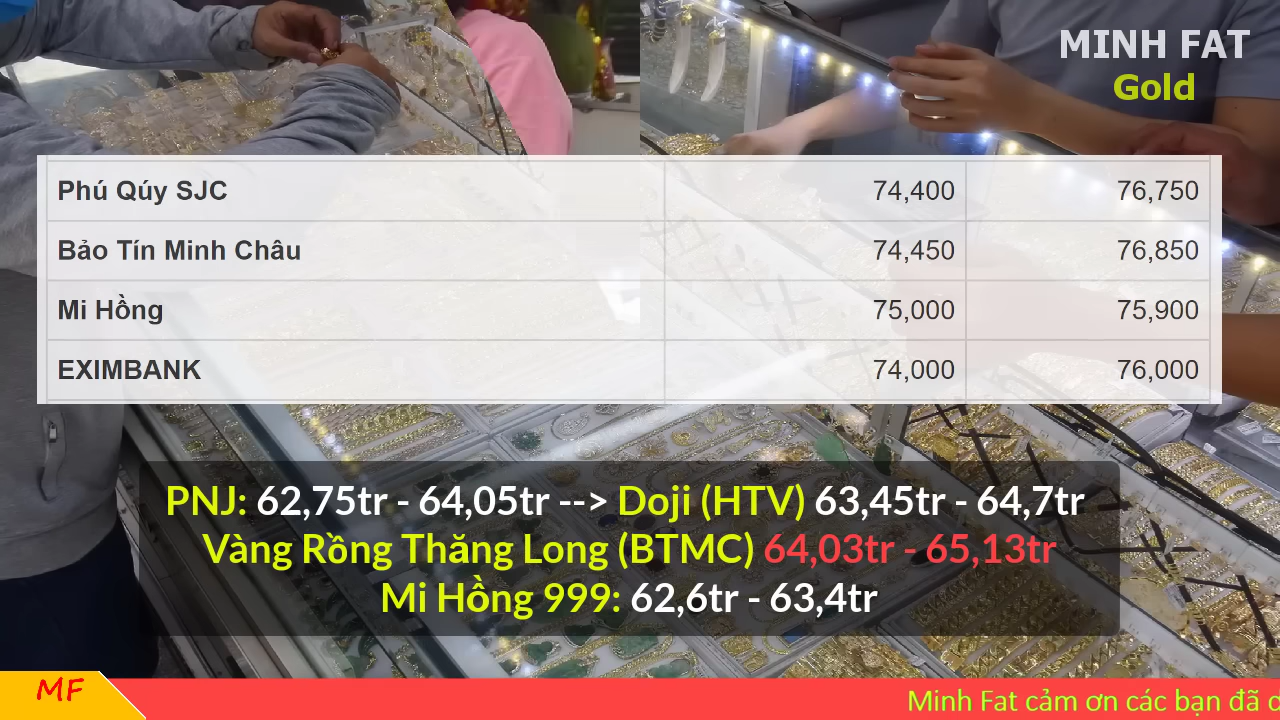 MINH FAT
Gold
Phú Qúy SJC 74,400 76,750
Bảo Tín Minh Châu 74,450 76,850
Mi Hồng 75,000 75,900
EXIMBANK 74,000 76,000
PNJ: 62,75tr - 64,05tr --> Doji (HTV) 63,45tr - 64,7tr
Vàng Rồng Thăng Long (BTMC) 64,03tr - 65,13tr
Mi Hồng 999: 62,6tr - 63,4tr
MF
Minh Fat cảm ơn các bạn đã